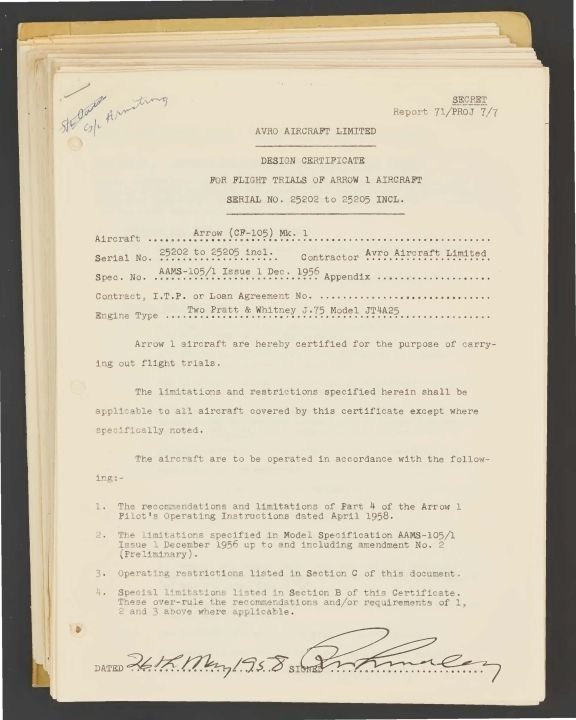 SECRET
Report 71/PROJ 7/7
S/L Armstrong
AVRO AIRCRAFT LIMITED
DESIGN CERTIFICATE
FOR FLIGHT TRIALS OF ARROW 1 AIRCRAFT
SERIAL NO. 25202 to 25205 INCL.
Aircraft ..... Arrow (CF-105) Mk. 1 .....
Serial No. 25202 to 25205 incl. Contractor Avro Aircraft Limited
Spec. No. AAMS-105/1 Issue 1 Dec. 1956 Appendix .....
Contract, I.T.P. or Loan Agreement No. .....
Engine Type ..... Two Pratt & Whitney J.75 Model JT4A25 .....
Arrow 1 aircraft are hereby certified for the purpose of carry-
ing out flight trials.
The limitations and restrictions specified herein shall be
applicable to all aircraft covered by this certificate except where
specifically noted.
The aircraft are to be operated in accordance with the follow-
ing:-
1. The recommendations and limitations of Part 4 of the Arrow 1
Pilot's Operating Instructions dated April 1958.
2. The limitations specified in Model Specification AAMS-105/1
Issue 1 December 1956 up to and including amendment No. 2
(Preliminary).
3. Operating restrictions listed in Section C of this document.
4. Special limitations listed in Section B of this Certificate.
These over-rule the recommendations and/or requirements of 1,
2 and 3 above where applicable.
DATED 26th May, 1958 SIGNED